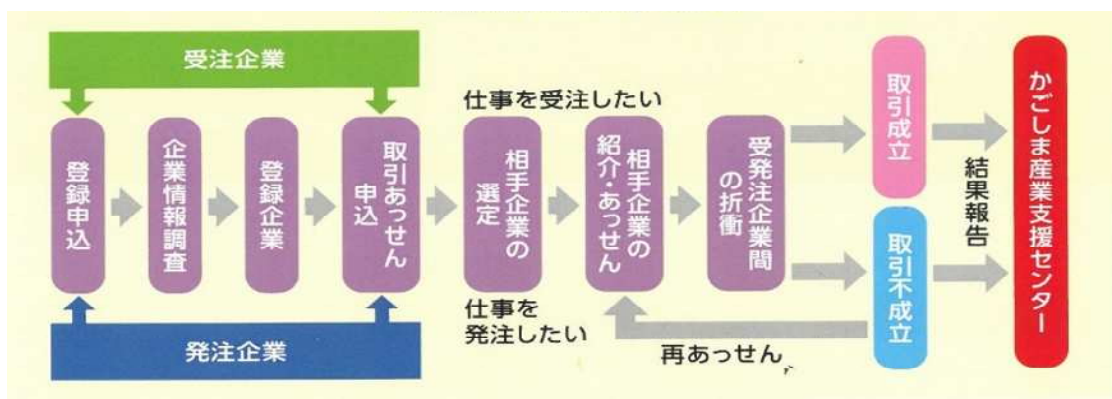 受注企業
仕事を受注したい
登録申込
企業情報調査
登録企業
取引あっせん
申込
相手企業の
選定
相手企業の
紹介・あっせん
受発注企業間
の折衝
取引成立
取引不成立
結果報告
かごしま産業支援センター
仕事を
発注したい
再あっせん
発注企業